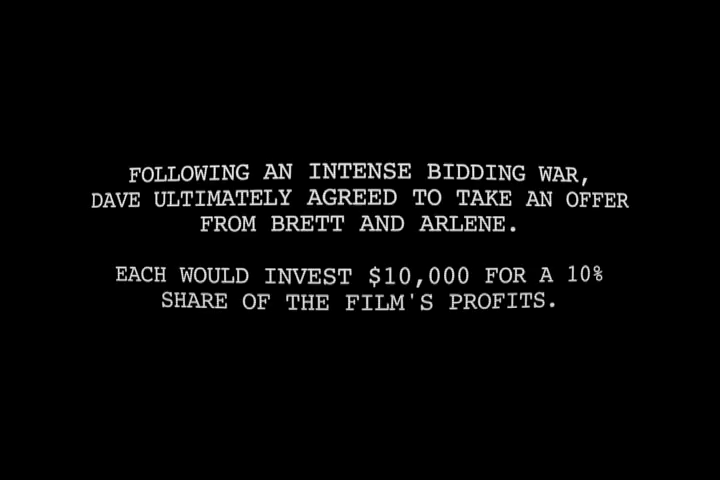 FOLLOWING AN INTENSE BIDDING WAR,
DAVE ULTIMATELY AGREED TO TAKE AN OFFER
FROM BRETT AND ARLENE.
EACH WOULD INVEST $10,000 FOR A 10%
SHARE OF THE FILM'S PROFITS.